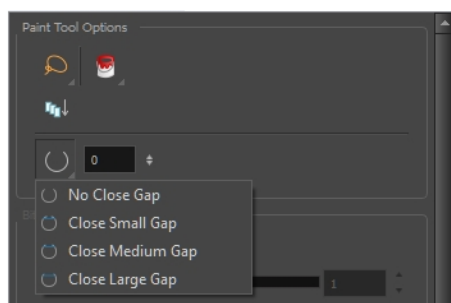 Paint Tool Options
0
No Close Gap
Close Small Gap
Close Medium Gap
Close Large Gap
1